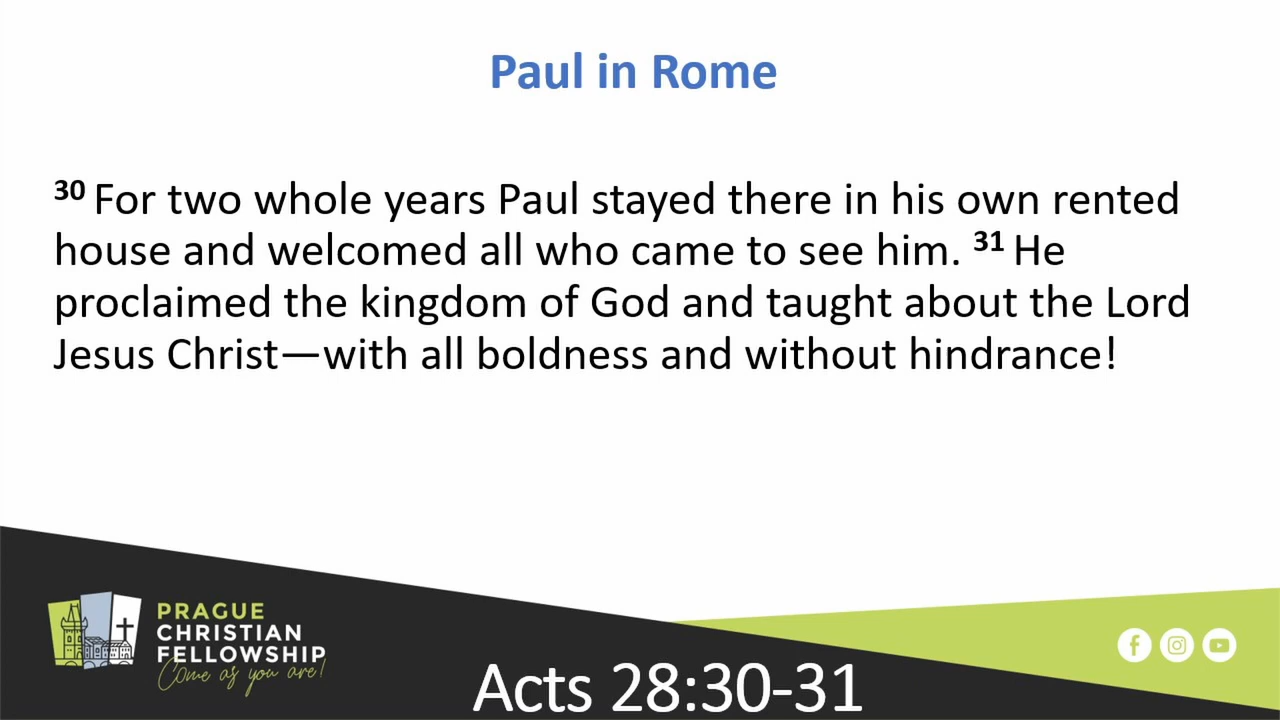 Paul in Rome
30 For two whole years Paul stayed there in his own rented
house and welcomed all who came to see him. 31 He
proclaimed the kingdom of God and taught about the Lord
Jesus Christ—with all boldness and without hindrance!
PRAGUE
CHRISTIAN
FELLOWSHIP
Come as you are!
Acts 28:30-31